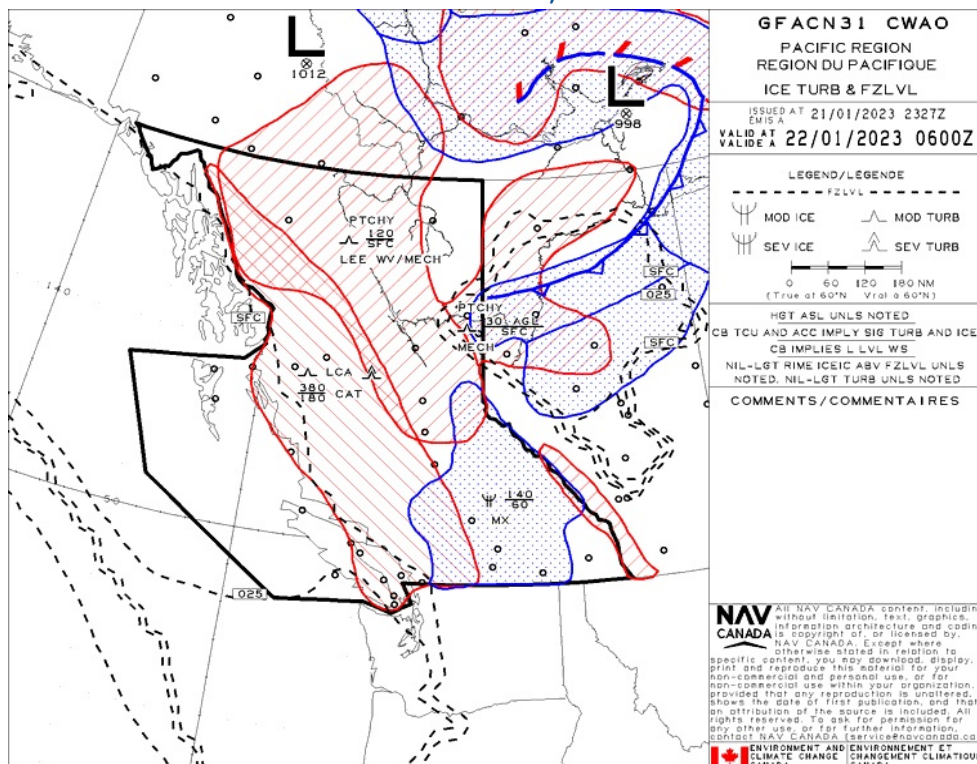 L
1012
L
998
PTCHY
120
SFC
LEE WV/MECH
PTCHY
30 AGL
SFC
MECH
SFC
025
SFC
SFC
LCA
380
180 CAT
140
60
MX
140
50
025
GFACN31 CWAO
PACIFIC REGION
REGION DU PACIFIQUE
ICE TURB & FZLVL
ISSUED AT 21/01/2023 2327Z
EMIS A
VALID AT 22/01/2023 0600Z
VALIDE A
LEGEND/LÉGENDE
FZLVL
MOD ICE MOD TURB
SEV ICE SEV TURB
0 60 120 180 NM
(True at 60°N Vrai a 60°N)
HGT ASL UNLS NOTED
CB TCU AND ACC IMPLY SIG TURB AND ICE
CB IMPLIES L LVL WS
NIL-LGT RIME ICEIC ABV FZLVL UNLS
NOTED. NIL-LGT TURB UNLS NOTED
COMMENTS/COMMENTAIRES
NAV
CANADA
All NAV CANADA content, including
without limitation, text, graphics,
information architecture and coding
is copyright of, or licensed by,
NAV CANADA. Except where
otherwise stated in relation to
specific content, you may download, display,
print and reproduce this material for your
non-commercial and personal use, or for
non-commercial use within your organization,
provided that any reproduction is unaltered,
shows the date of first publication, and that
an attribution of the source is included. All
rights reserved. To ask for permission for
any other use, or for further information,
contact NAV CANADA (service@navcanada.ca
ENVIRONMENT AND
CLIMATE CHANGE
ENVIRONNEMENT ET
CHANGEMENT CLIMATIQUE